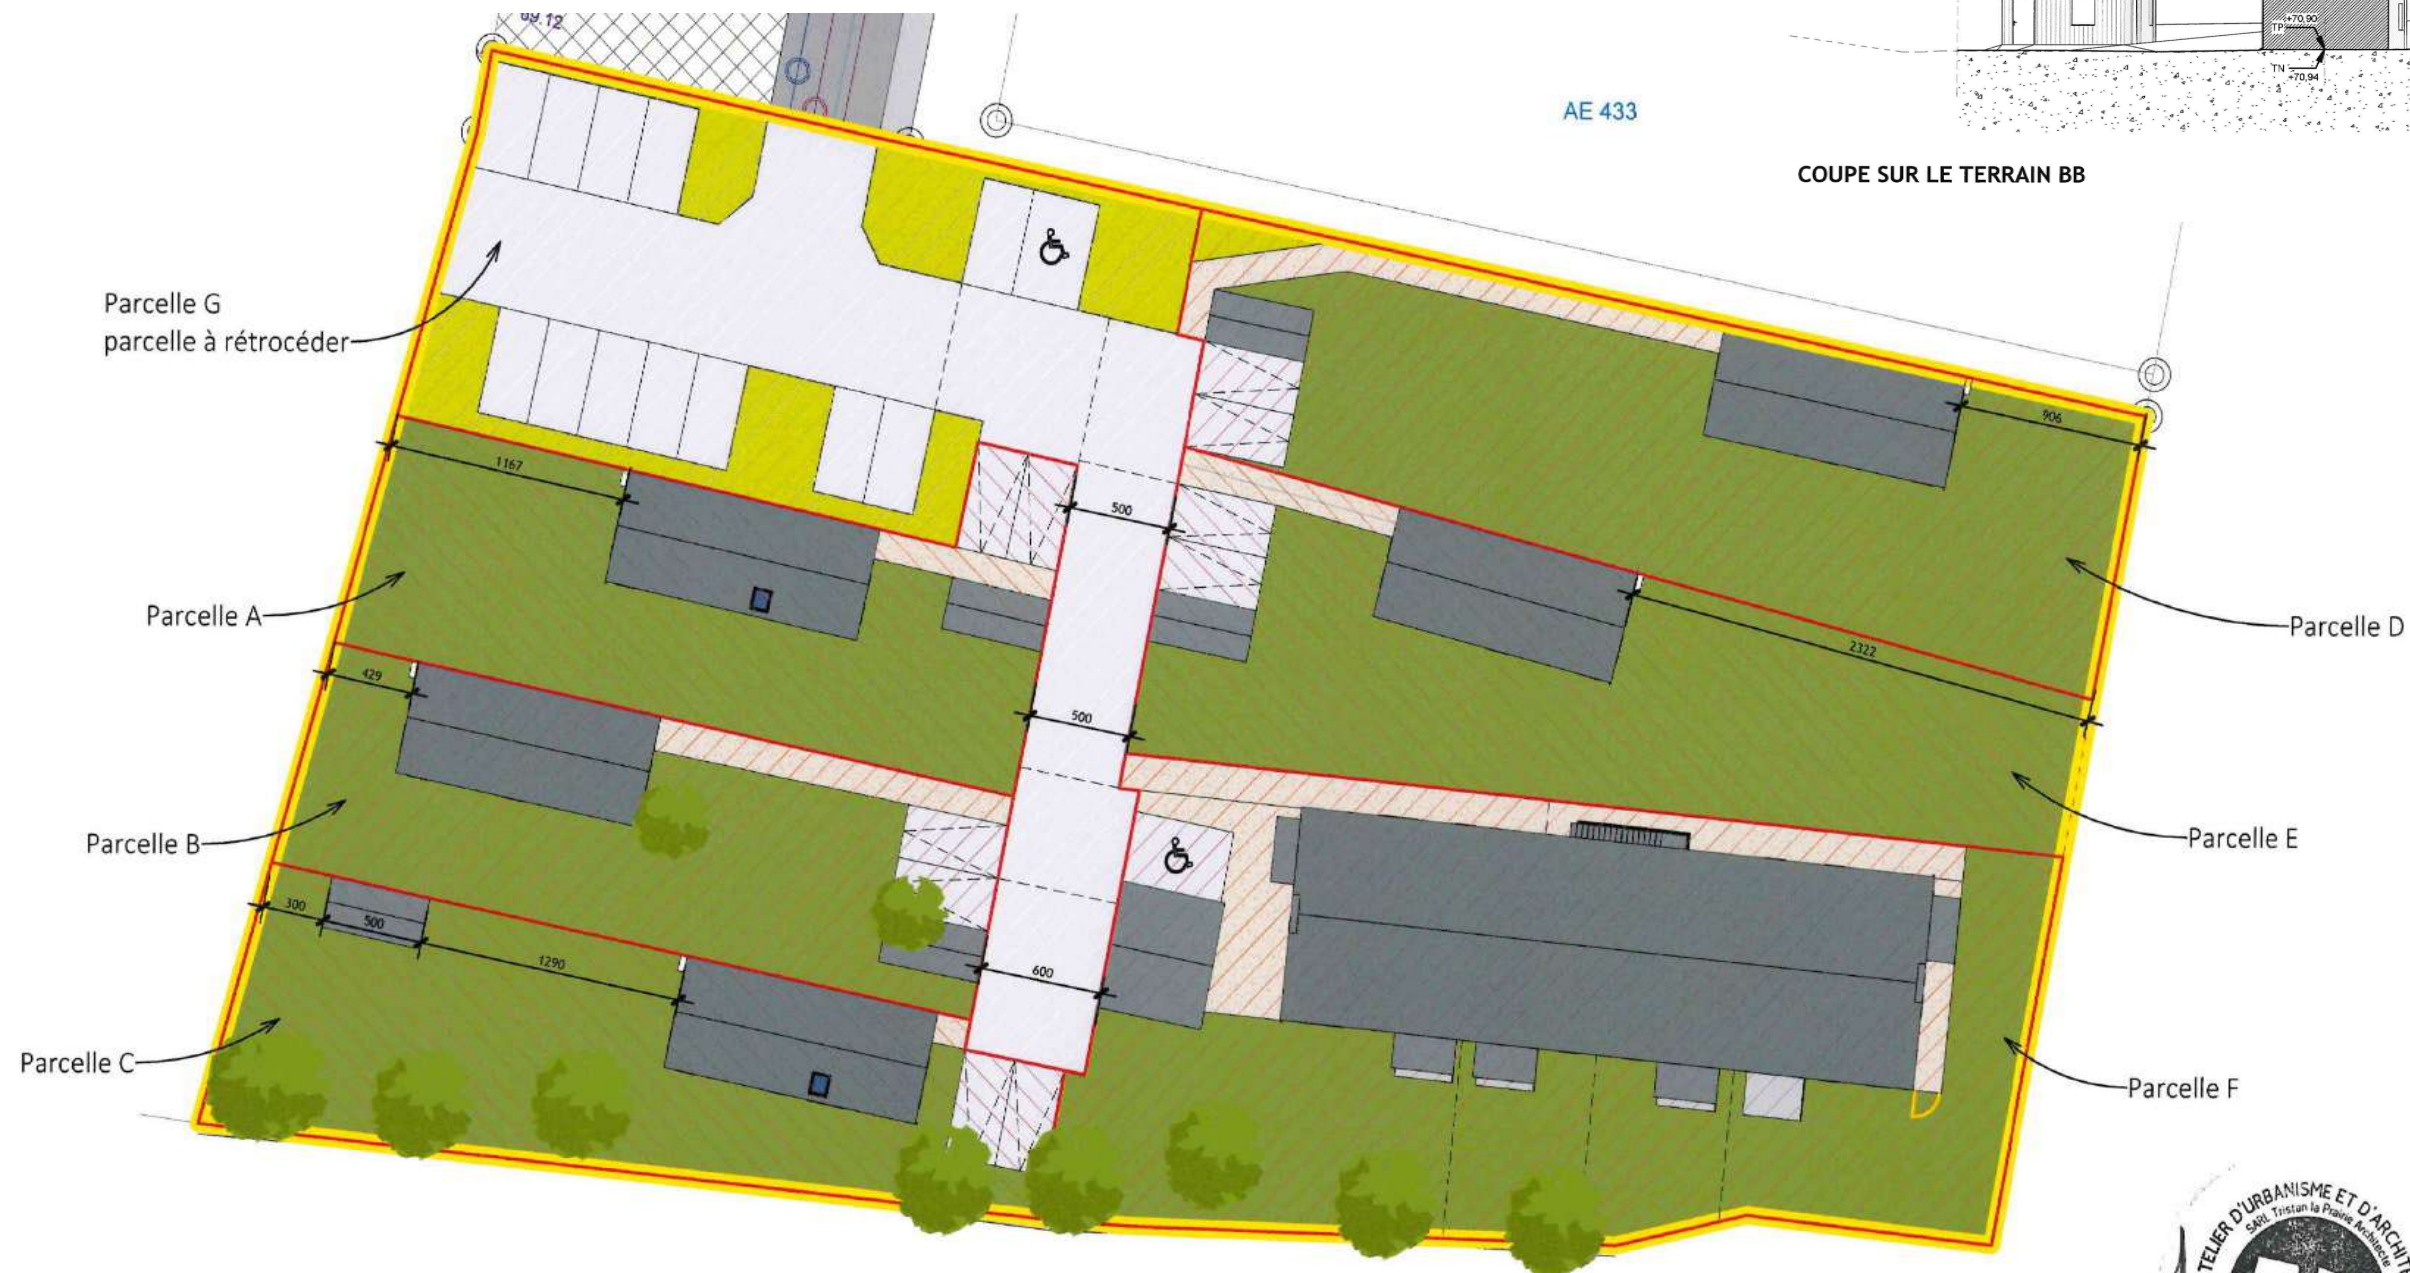 69.12
+70,90
TP
TN
+70,94
AE 433
COUPE SUR LE TERRAIN BB
Parcelle G
parcelle à rétrocéder
906
1167
500
Parcelle A
Parcelle D
2322
429
500
Parcelle B
Parcelle E
300
500
1290
600
Parcelle C
Parcelle F
TELIER D'URBANISME ET D'ARCHITE
SARL Tristan la Prairie Architecte